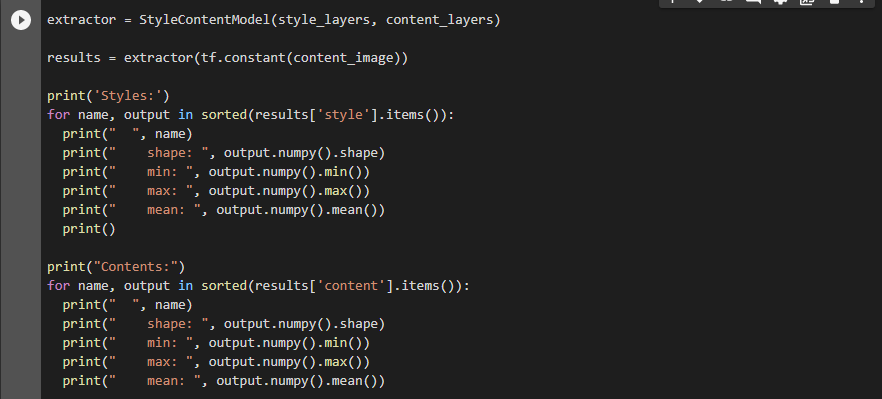 extractor = StyleContentModel(style_layers, content_layers)

results = extractor(tf.constant(content_image))

print('Styles:')
for name, output in sorted(results['style'].items()):
  print("  ", name)
  print("    shape: ", output.numpy().shape)
  print("    min: ", output.numpy().min())
  print("    max: ", output.numpy().max())
  print("    mean: ", output.numpy().mean())
  print()

print("Contents:")
for name, output in sorted(results['content'].items()):
  print("  ", name)
  print("    shape: ", output.numpy().shape)
  print("    min: ", output.numpy().min())
  print("    max: ", output.numpy().max())
  print("    mean: ", output.numpy().mean())